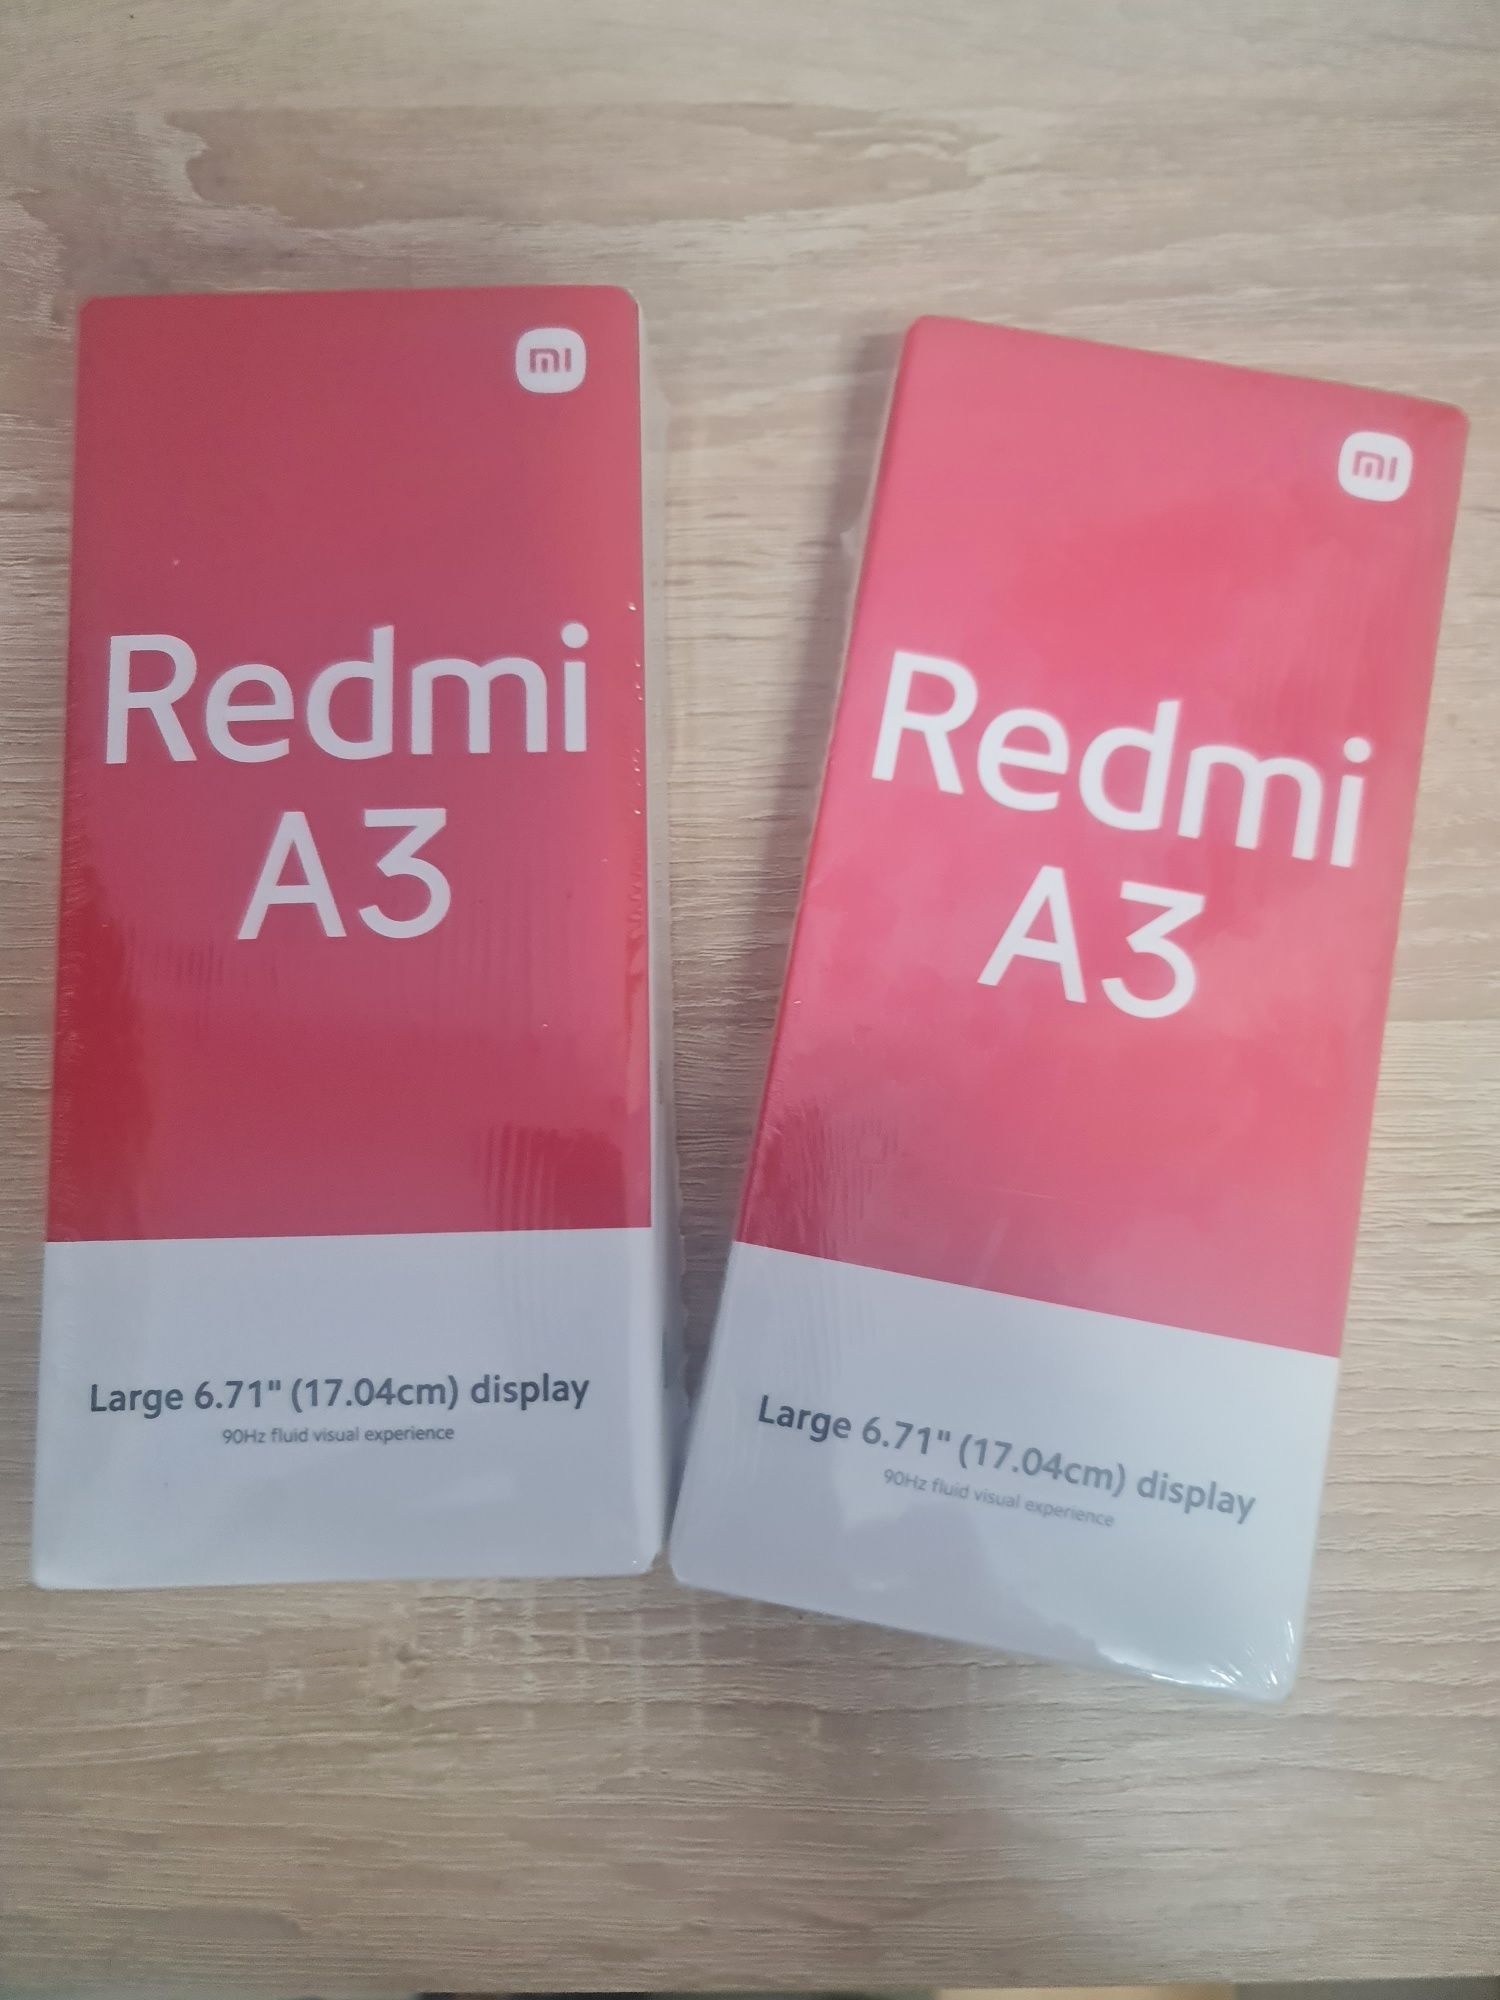 mi
Redmi
A3
Large 6.71" (17.04cm) display
90Hz fluid visual experience
mi
Redmi
A3
Large 6.71" (17.04cm) display
90Hz fluid visual experience